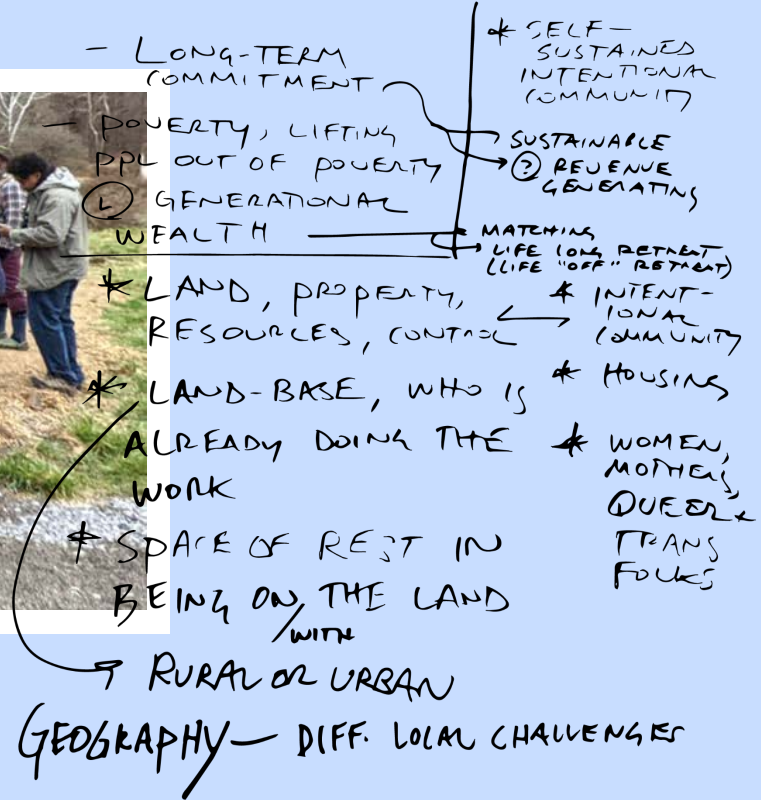 - LONG-TERM
COMMITMENT
- POVERTY, LIFTING
PPL OUT OF POVERTY
L GENERATIONAL
WEALTH
* SELF-
SUSTAINED
INTENTIONAL
COMMUNITY
SUSTAINABLE
? REVENUE
GENERATING
MATCHING
LIFE LONG RETREAT
(LIFE "OFF" RETREAT)
* LAND, PROPERTY,
RESOURCES, CONTROL
* LAND-BASE, WHO IS
ALREADY DOING THE
WORK
* SPACE OF REST IN
BEING ON THE LAND
/WITH
* INTENT-
IONAL
COMMUNITY
* HOUSING
* WOMEN,
MOTHERS,
QUEER +
TRANS
FOLKS
RURAL OR URBAN
GEOGRAPHY - DIFF. LOCAL CHALLENGES